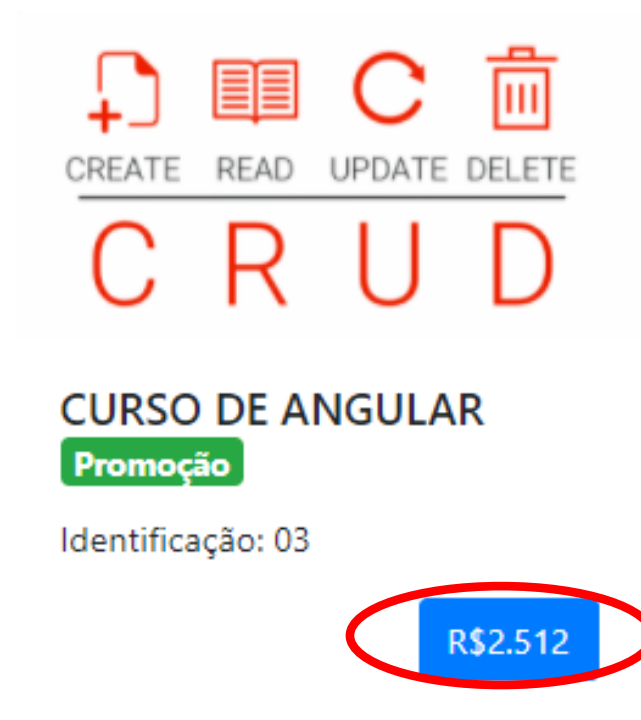 CREATE READ UPDATE DELETE
C R U D
CURSO DE ANGULAR
Promoção
Identificação: 03
R$2.512